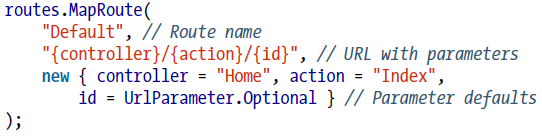 routes.MapRoute(
"Default", // Route name
"{controller}/{action}/{id}", // URL with parameters
new { controller = "Home", action = "Index",
id = UrlParameter.Optional } // Parameter defaults
);